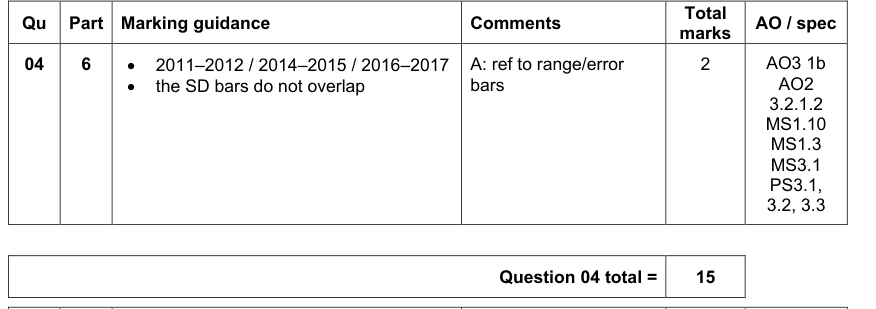 Qu Part Marking guidance Comments Total marks AO / spec
04 6 • 2011–2012 / 2014–2015 / 2016–2017 A: ref to range/error 2 AO3 1b
• the SD bars do not overlap bars AO2
3.2.1.2
MS1.10
MS1.3
MS3.1
PS3.1,
3.2, 3.3
Question 04 total = 15